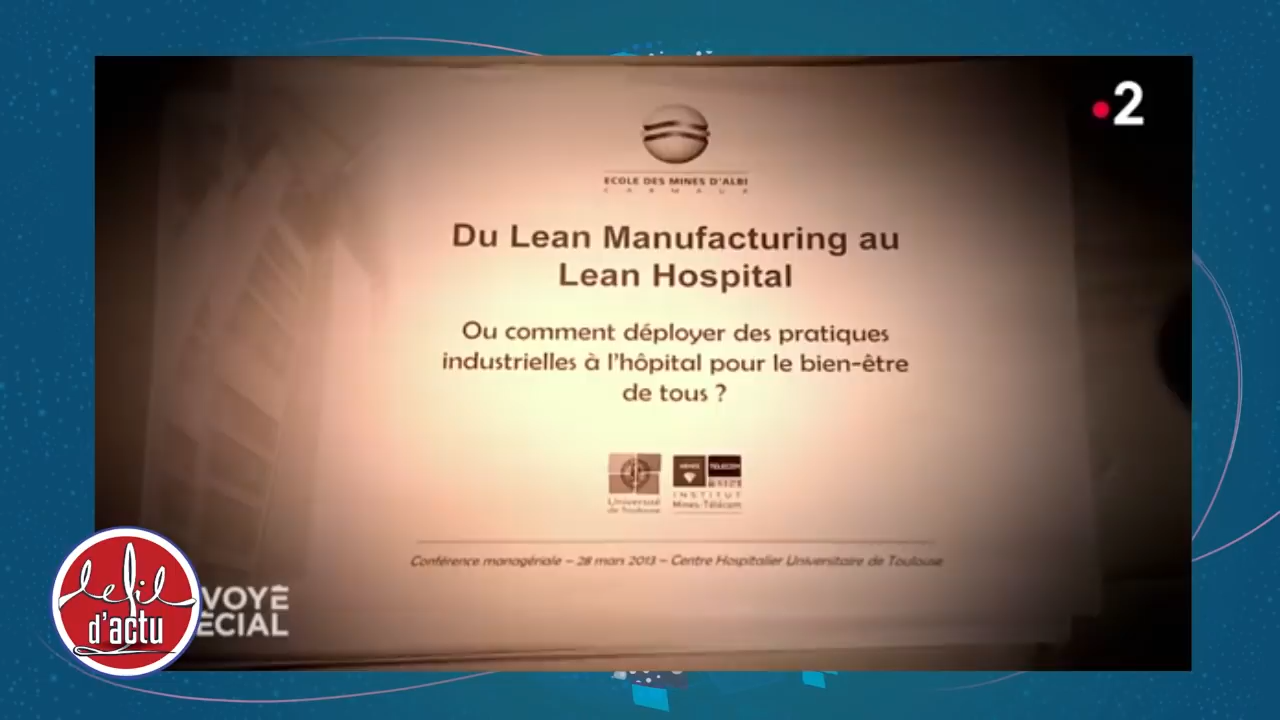 2
ECOLE DES MINES D'ALBI
C A R M A U X
Du Lean Manufacturing au
Lean Hospital
Ou comment déployer des pratiques
industrielles à l'hôpital pour le bien-être
de tous ?
Université
de Toulouse
MINES
TELECOM
INSTITUT
Mines-Télécom
Conférence managériale – 28 mars 2013 – Centre Hospitalier Universitaire de Toulouse
VOYÉ
ÉCIAL
le fil
d'actu